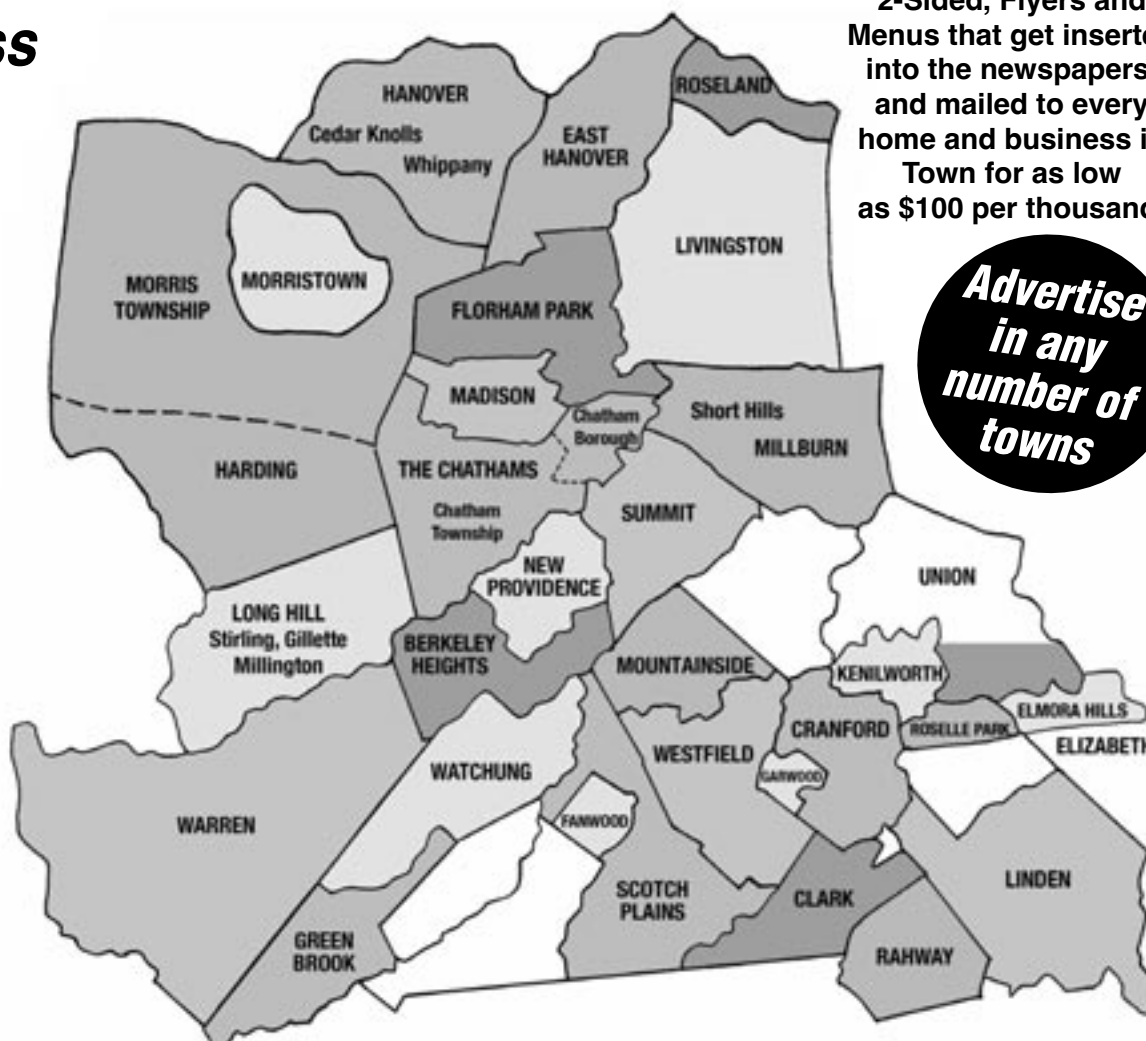 ss
2-Sided, Flyers and
Menus that get inserte
into the newspapers
and mailed to every
home and business i
Town for as low
as $100 per thousand
Advertise
in any
number of
towns
HANOVER
Cedar Knolls
Whippany
EAST
HANOVER
ROSELAND
LIVINGSTON
MORRIS
TOWNSHIP
MORRISTOWN
FLORHAM PARK
MADISON
Chatham
Borough
Short Hills
MILLBURN
HARDING
THE CHATHAMS
Chatham
Township
SUMMIT
NEW
PROVIDENCE
UNION
LONG HILL
Stirling, Gillette
Millington
BERKELEY
HEIGHTS
MOUNTAINSIDE
KENILWORTH
ELMORA HILLS
ROSELLE PARK
CRANFORD
ELIZABETH
WESTFIELD
GARWOOD
WATCHUNG
FANWOOD
WARREN
SCOTCH
PLAINS
CLARK
LINDEN
GREEN
BROOK
RAHWAY